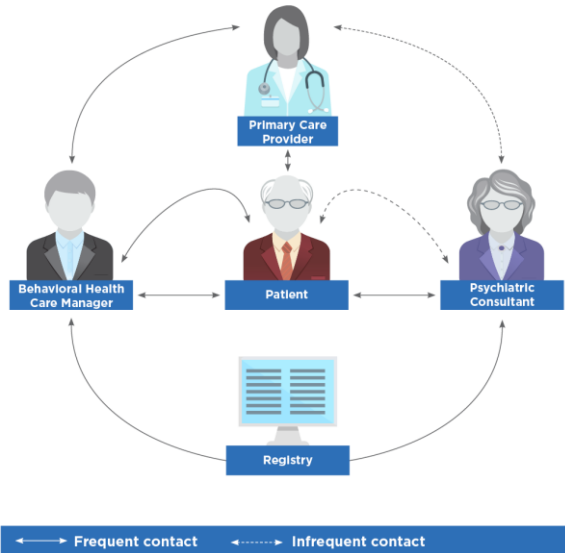 Primary Care
Provider
Behavioral Health
Care Manager
Patient
Psychiatric
Consultant
Registry
Frequent contact
Infrequent contact